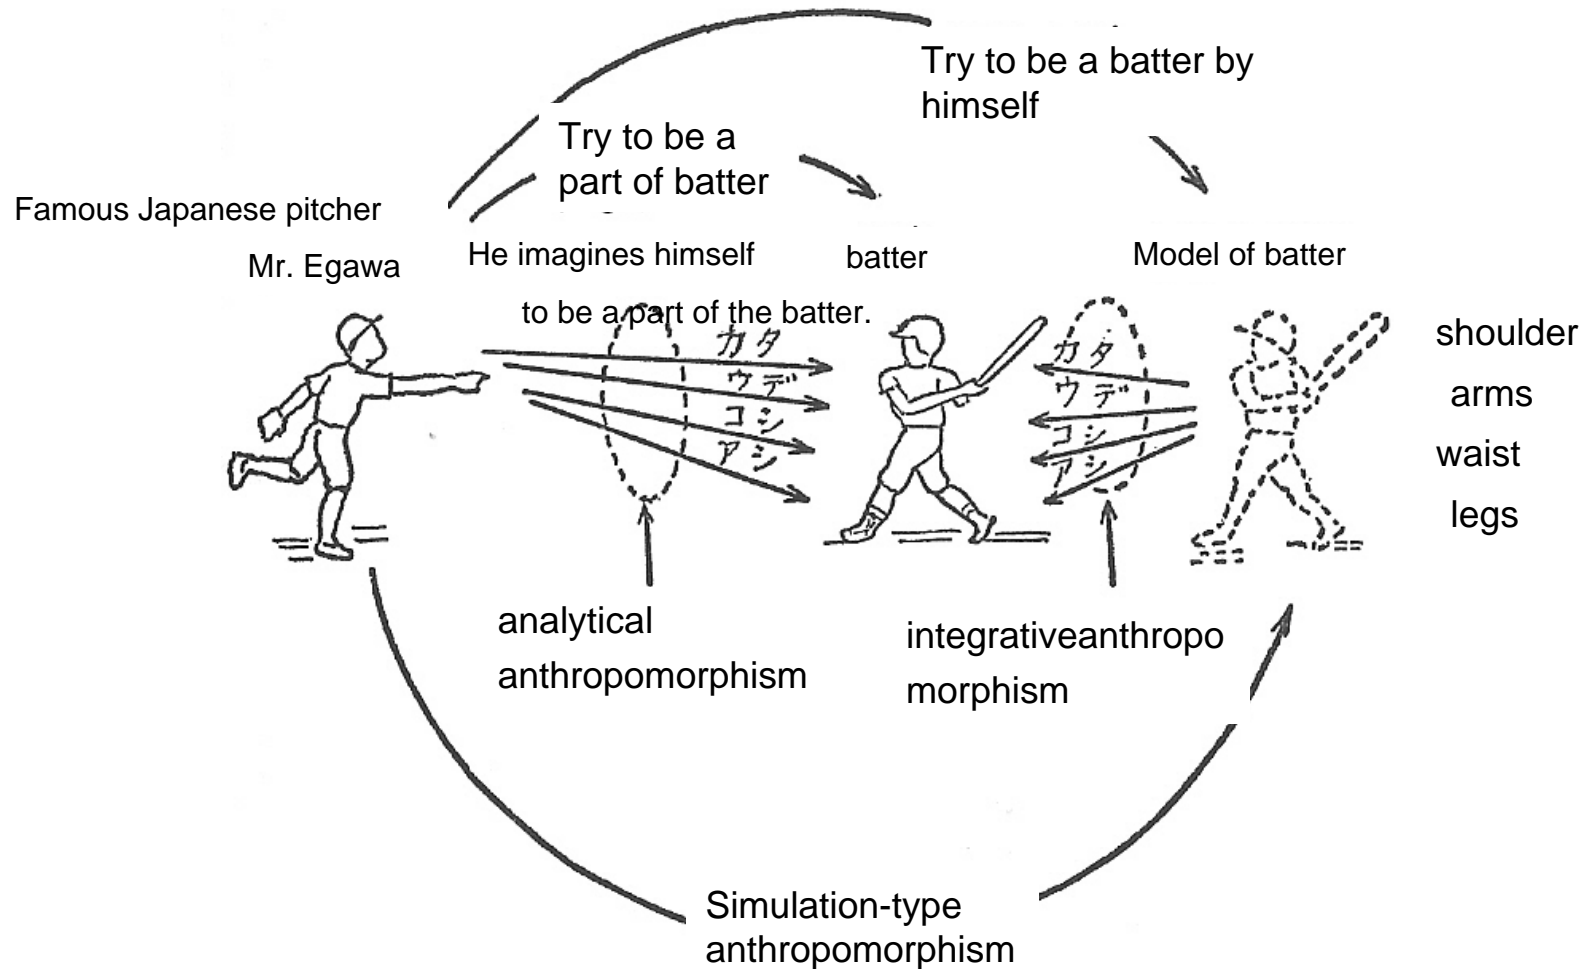 Try to be a batter by
himself
Try to be a
part of batter
Famous Japanese pitcher
Mr. Egawa
He imagines himself
to be a part of the batter.
batter
Model of batter
カタ
ウデ
コシ
アシ
カタ
ウデ
コシ
アシ
shoulder
arms
waist
legs
analytical
anthropomorphism
integrativeanthropo
morphism
Simulation-type
anthropomorphism